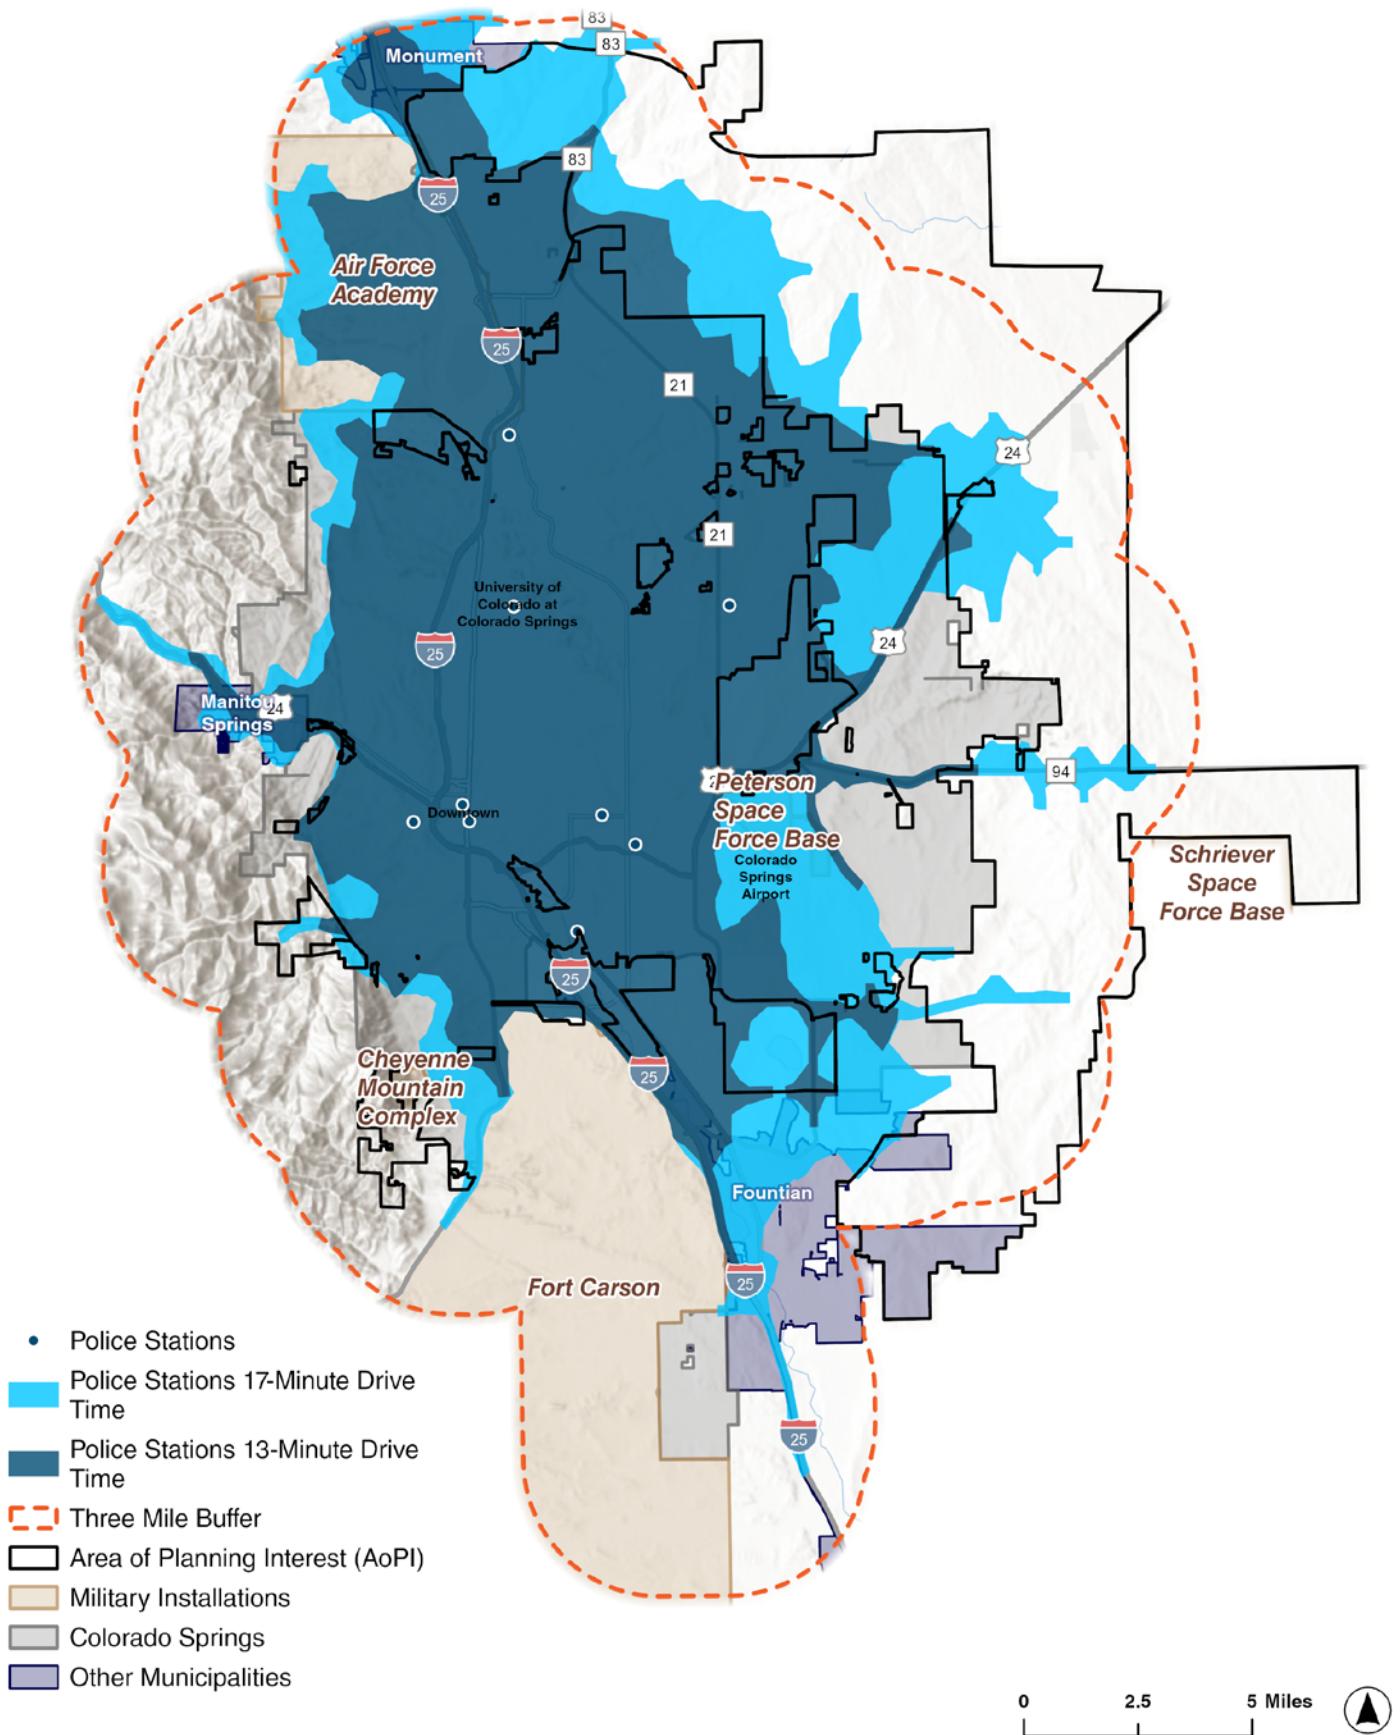 83
83
Monument
83
25
Air Force
Academy
25
21
24
21
University of
Colorado at
Colorado Springs
25
24
Manitou
Springs
24
94
Peterson
Space
Force Base
Downtown
Colorado
Springs
Airport
Schriever
Space
Force Base
25
Cheyenne
Mountain
Complex
25
Fountian
Fort Carson
25
25
Police Stations
Police Stations 17-Minute Drive
Time
Police Stations 13-Minute Drive
Time
Three Mile Buffer
Area of Planning Interest (AoPI)
Military Installations
Colorado Springs
Other Municipalities
0 2.5 5 Miles